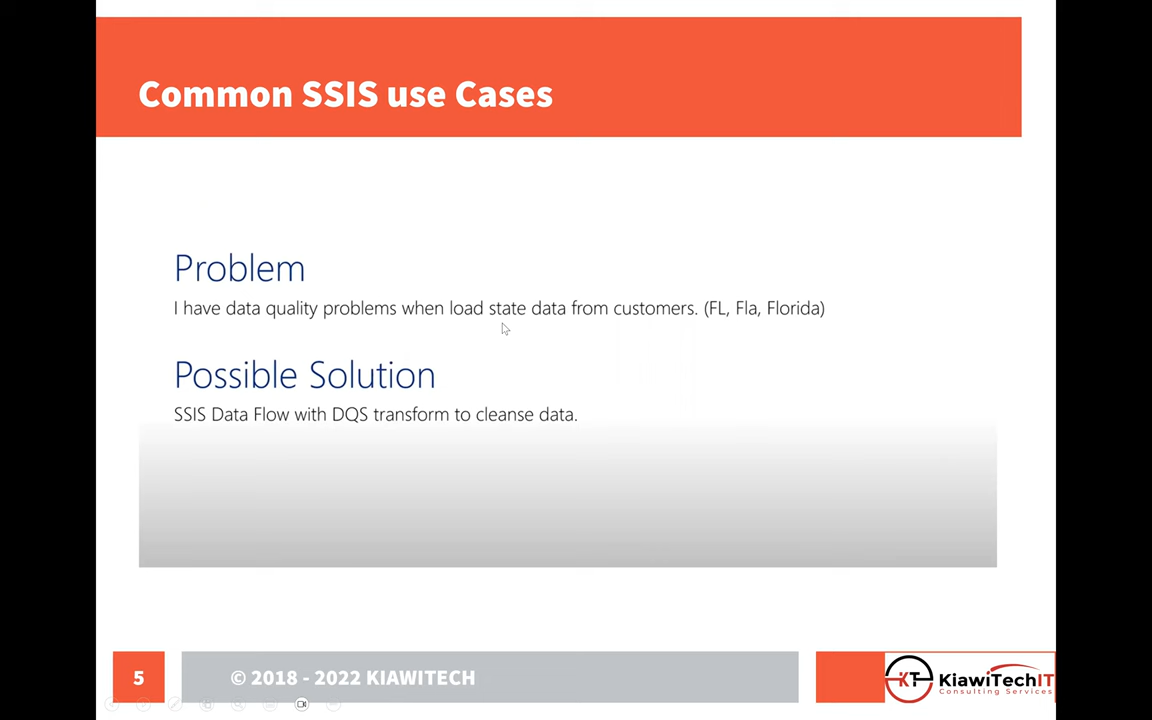 Common SSIS use Cases
Problem
I have data quality problems when load state data from customers. (FL, Fla, Florida)
Possible Solution
SSIS Data Flow with DQS transform to cleanse data.
5
© 2018 - 2022 KIAWITECH
KT
KiawiTechIT
Consulting Services